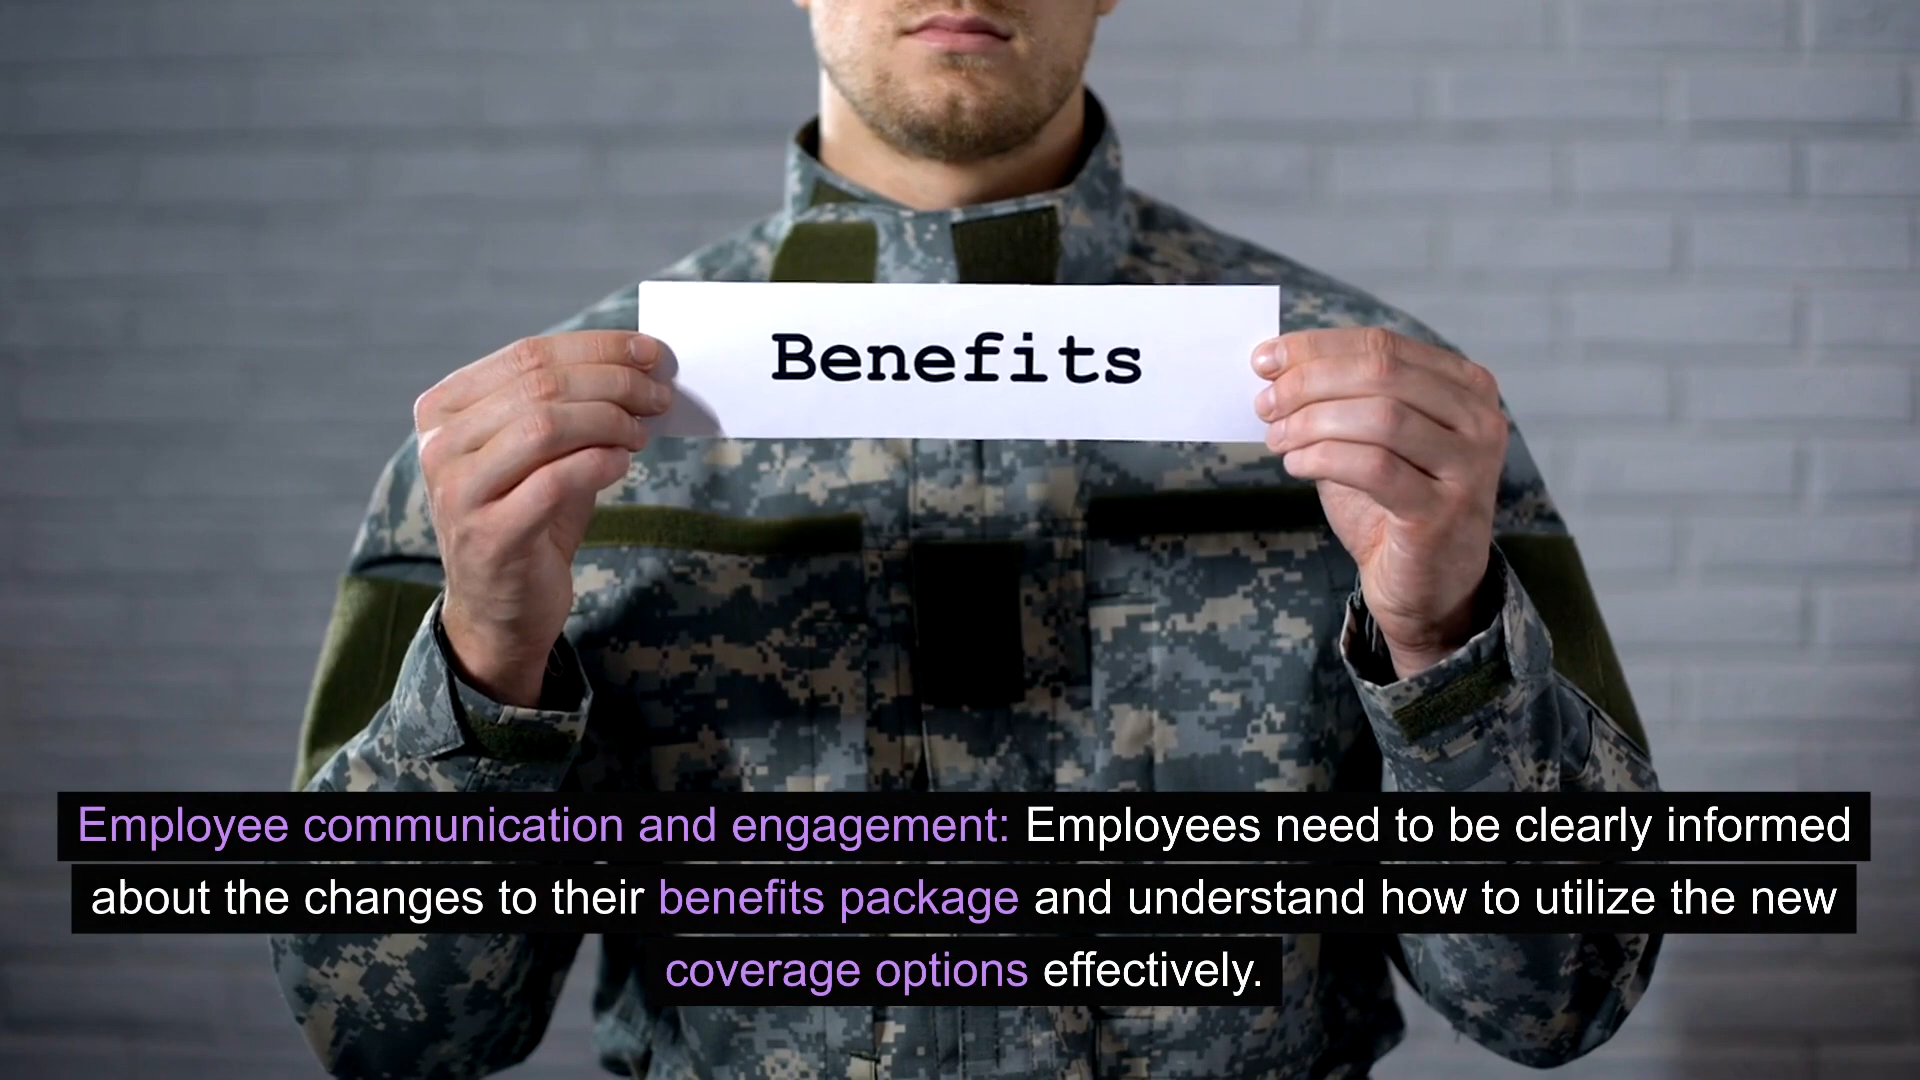 Benefits
Employee communication and engagement: Employees need to be clearly informed
about the changes to their benefits package and understand how to utilize the new
coverage options effectively.